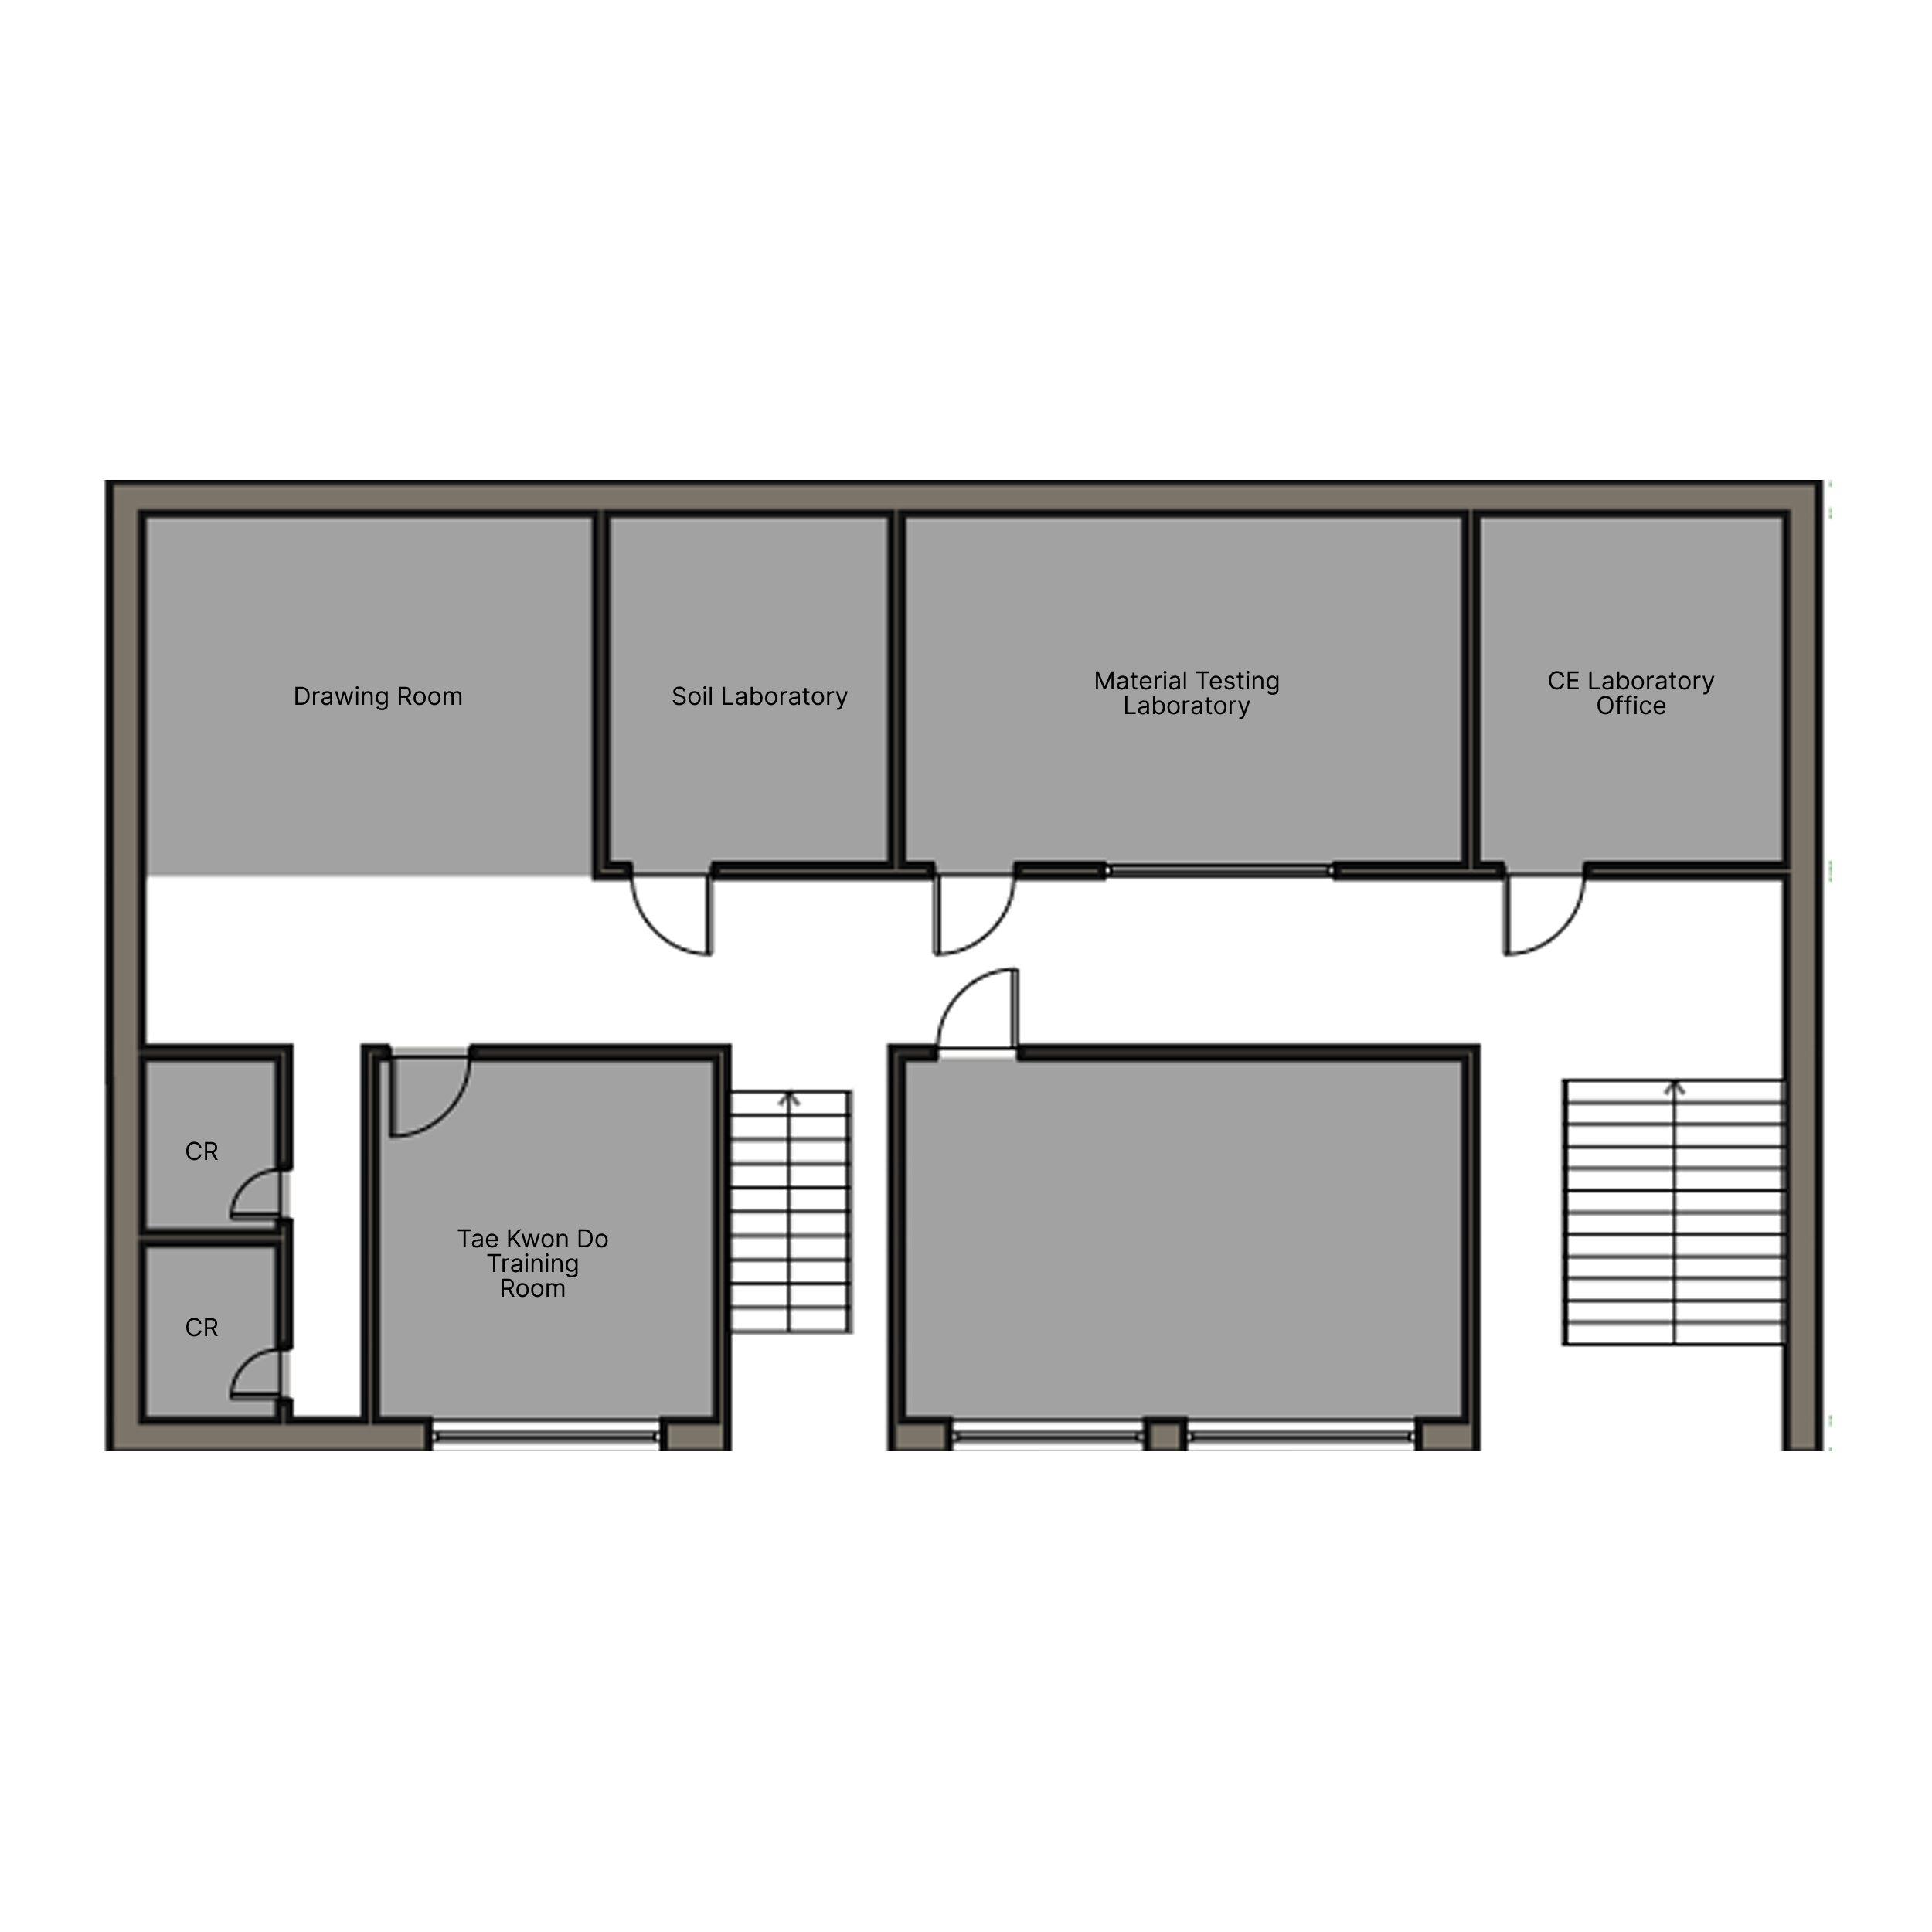 Drawing Room
Soil Laboratory
Material Testing
Laboratory
CE Laboratory
Office
CR
CR
Tae Kwon Do
Training
Room